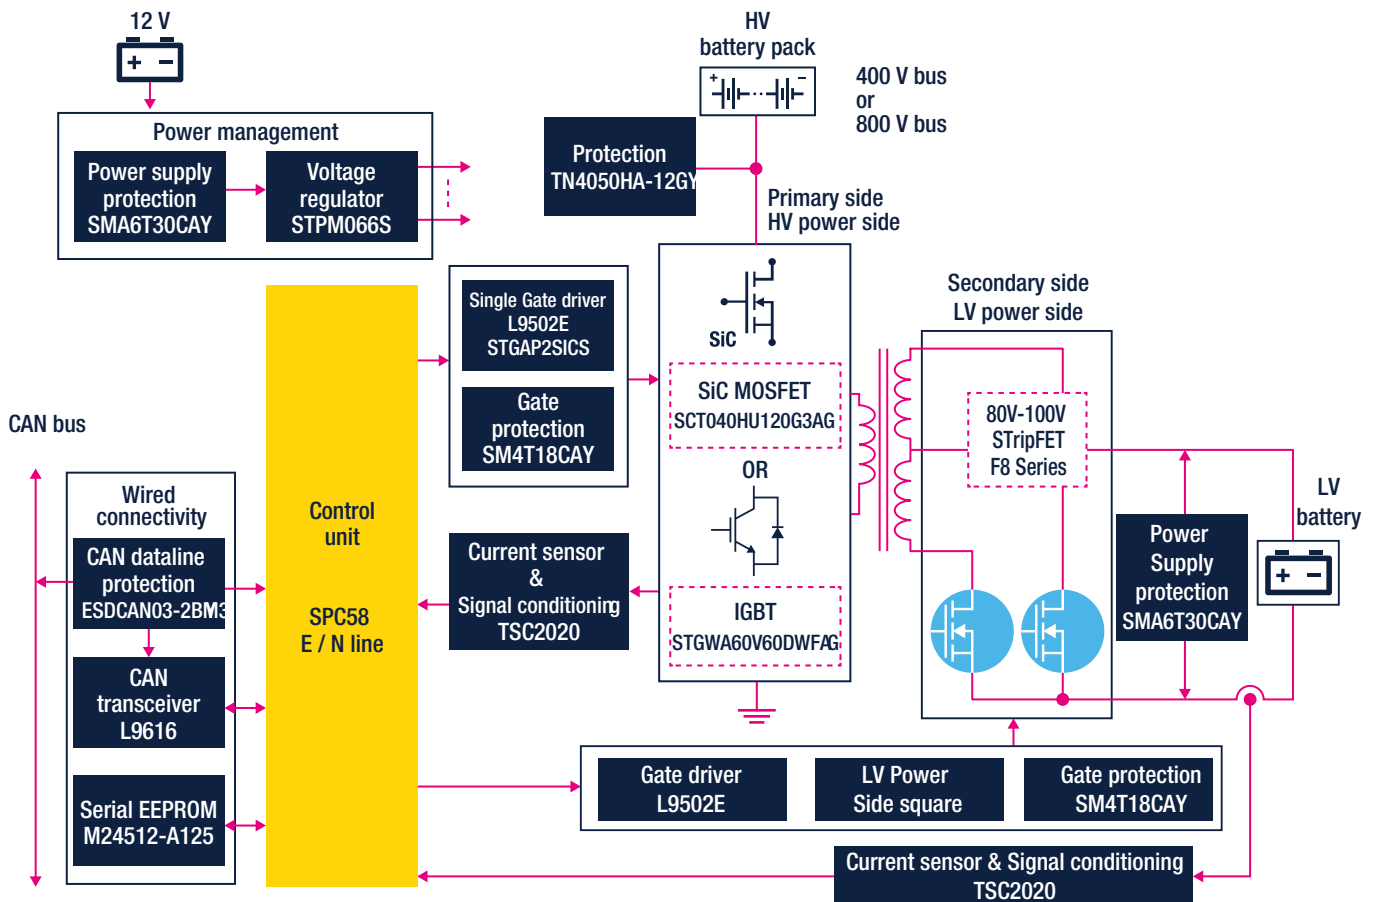 12 V
Power management
Power supply
protection
SMA6T30CAY
Voltage
regulator
STPM066S
HV
battery pack
400 V bus
or
800 V bus
Protection
TN4050HA-12GY
Primary side
HV power side
Single Gate driver
L9502E
STGAP2SICS
Gate
protection
SM4T18CAY
SiC
SiC MOSFET
SCT040HU120G3AG
OR
IGBT
STGWA60V60DWFAG
Secondary side
LV power side
80V-100V
STripFET
F8 Series
LV
battery
Power
Supply
protection
SMA6T30CAY
CAN bus
Wired
connectivity
CAN dataline
protection
ESDCAN03-2BM3
CAN
transceiver
L9616
Serial EEPROM
M24512-A125
Control
unit
SPC58
E / N line
Current sensor
&
Signal conditioning
TSC2020
Gate driver
L9502E
LV Power
Side square
Gate protection
SM4T18CAY
Current sensor & Signal conditioning
TSC2020